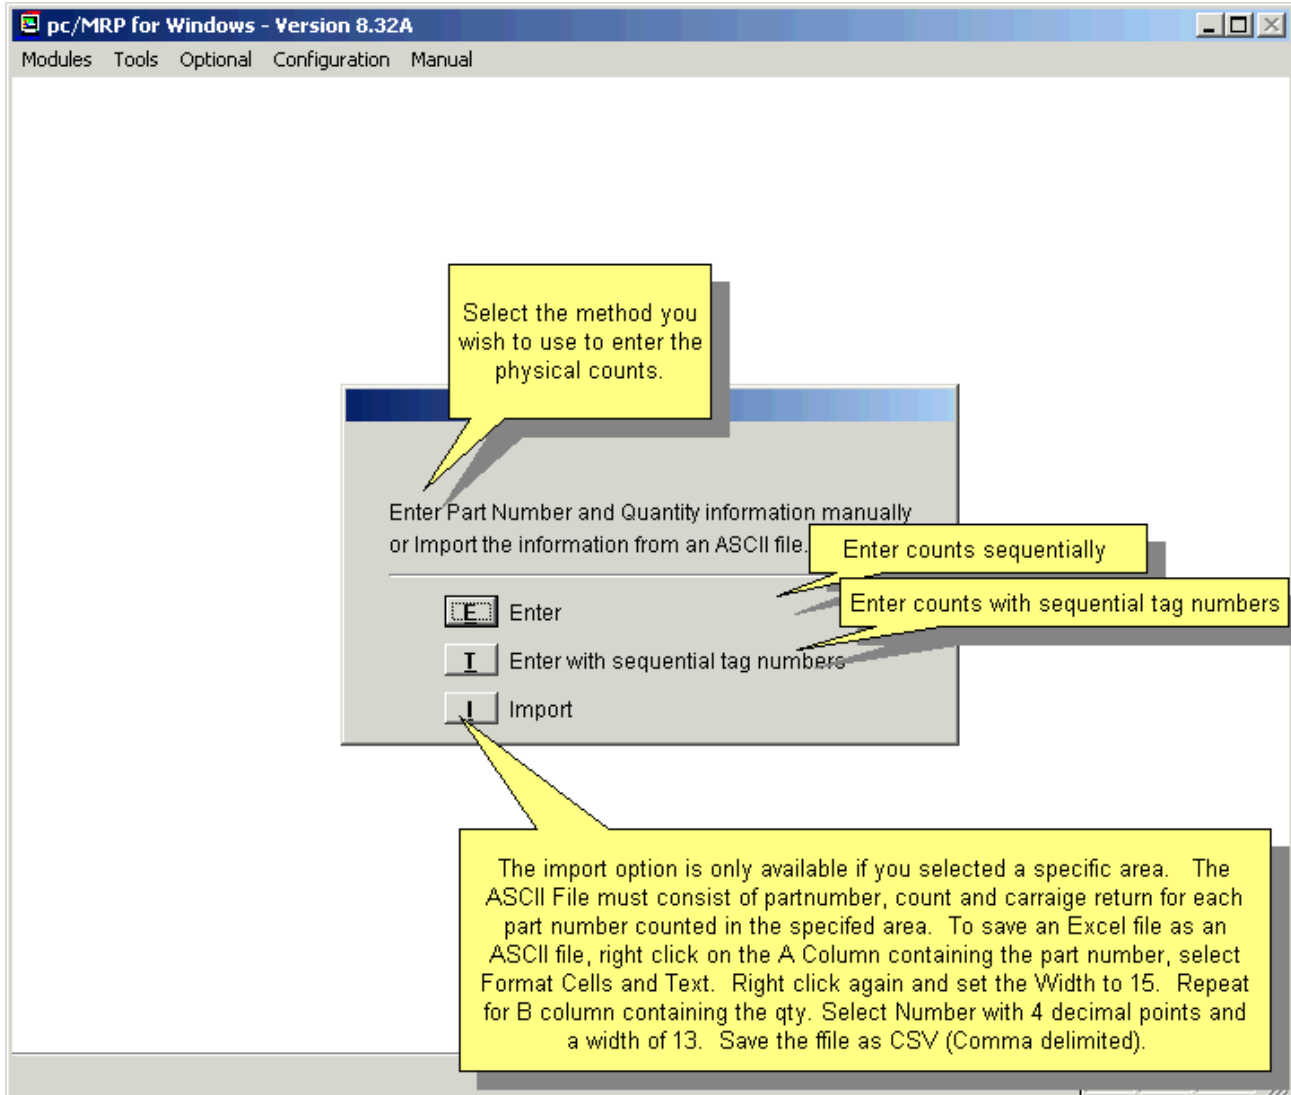 pc/MRP for Windows - Version 8.32A
Modules Tools Optional Configuration Manual
Select the method you
wish to use to enter the
physical counts.
Enter Part Number and Quantity information manually
or Import the information from an ASCII file.
Enter counts sequentially
Enter counts with sequential tag numbers
E Enter
T Enter with sequential tag numbers
I Import
The import option is only available if you selected a specific area. The
ASCII File must consist of partnumber, count and carraige return for each
part number counted in the specifed area. To save an Excel file as an
ASCII file, right click on the A Column containing the part number, select
Format Cells and Text. Right click again and set the Width to 15. Repeat
for B column containing the qty. Select Number with 4 decimal points and
a width of 13. Save the ffile as CSV (Comma delimited).